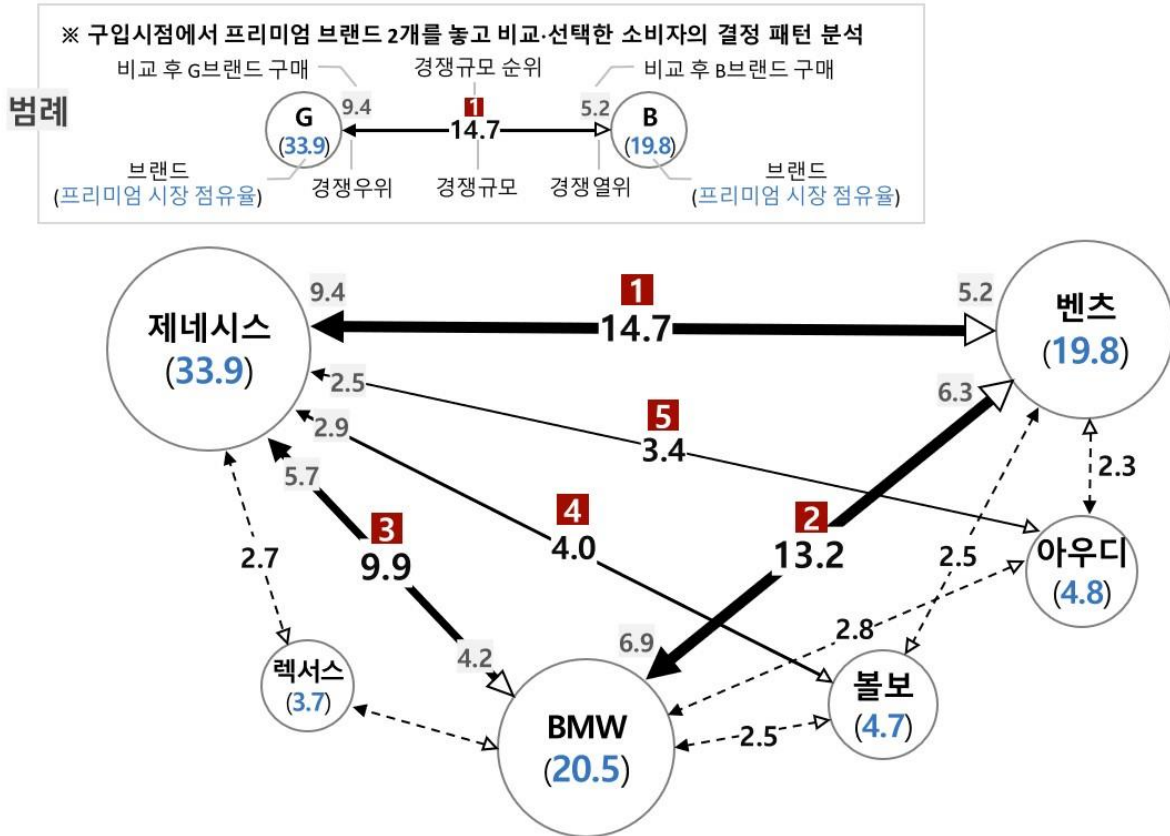 ※ 구입시점에서 프리미엄 브랜드 2개를 놓고 비교·선택한 소비자의 결정 패턴 분석
비교 후 G브랜드 구매
경쟁규모 순위
비교 후 B브랜드 구매
범례
G
(33.9)
9.4
1
14.7
5.2
B
(19.8)
브랜드
(프리미엄 시장 점유율)
경쟁우위
경쟁규모
경쟁열위
브랜드
(프리미엄 시장 점유율)
제네시스
(33.9)
9.4
1
14.7
5.2
벤츠
(19.8)
2.5
5
3.4
6.3
2.9
5.7
3
9.9
4
4.0
2
13.2
2.3
2.7
2.5
아우디
(4.8)
2.8
4.2
6.9
렉서스
(3.7)
BMW
(20.5)
2.5
볼보
(4.7)